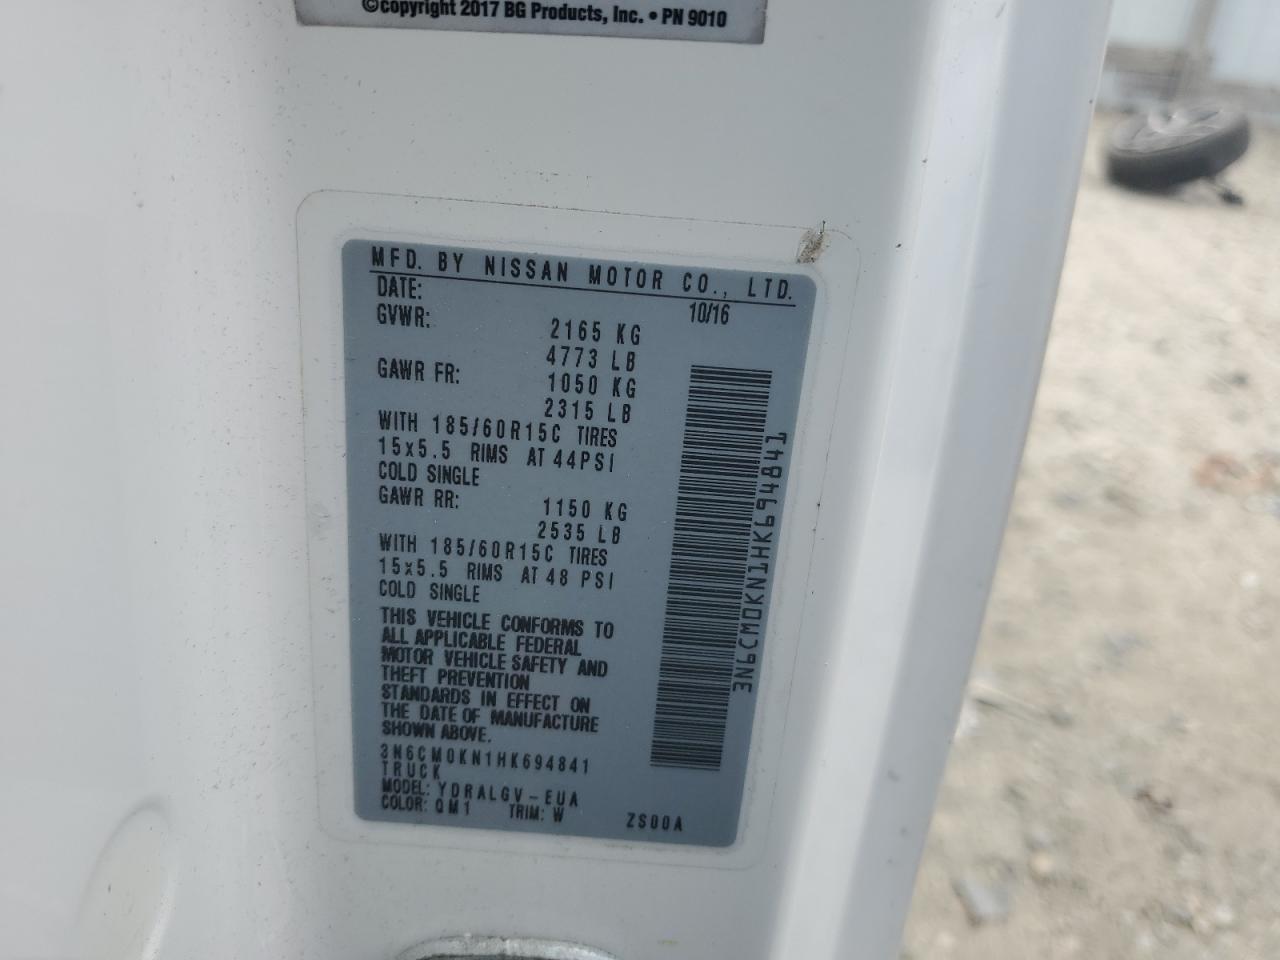 ©copyright 2017 BG Products, Inc. • PN 9010
MFD. BY NISSAN MOTOR CO., LTD.
DATE: 10/16
GVWR: 2165 KG
4773 LB
GAWR FR: 1050 KG
2315 LB
WITH 185/60R15C TIRES
15x5.5 RIMS AT 44PSI
COLD SINGLE
GAWR RR: 1150 KG
2535 LB
WITH 185/60R15C TIRES
15x5.5 RIMS AT 48 PSI
COLD SINGLE
THIS VEHICLE CONFORMS TO
ALL APPLICABLE FEDERAL
MOTOR VEHICLE SAFETY AND
THEFT PREVENTION
STANDARDS IN EFFECT ON
THE DATE OF MANUFACTURE
SHOWN ABOVE.
3N6CM0KN1HK694841
TRUCK
MODEL: YDRALGV-EUA
COLOR: QM1 TRIM: W ZS00A
3N6CM0KN1HK694841